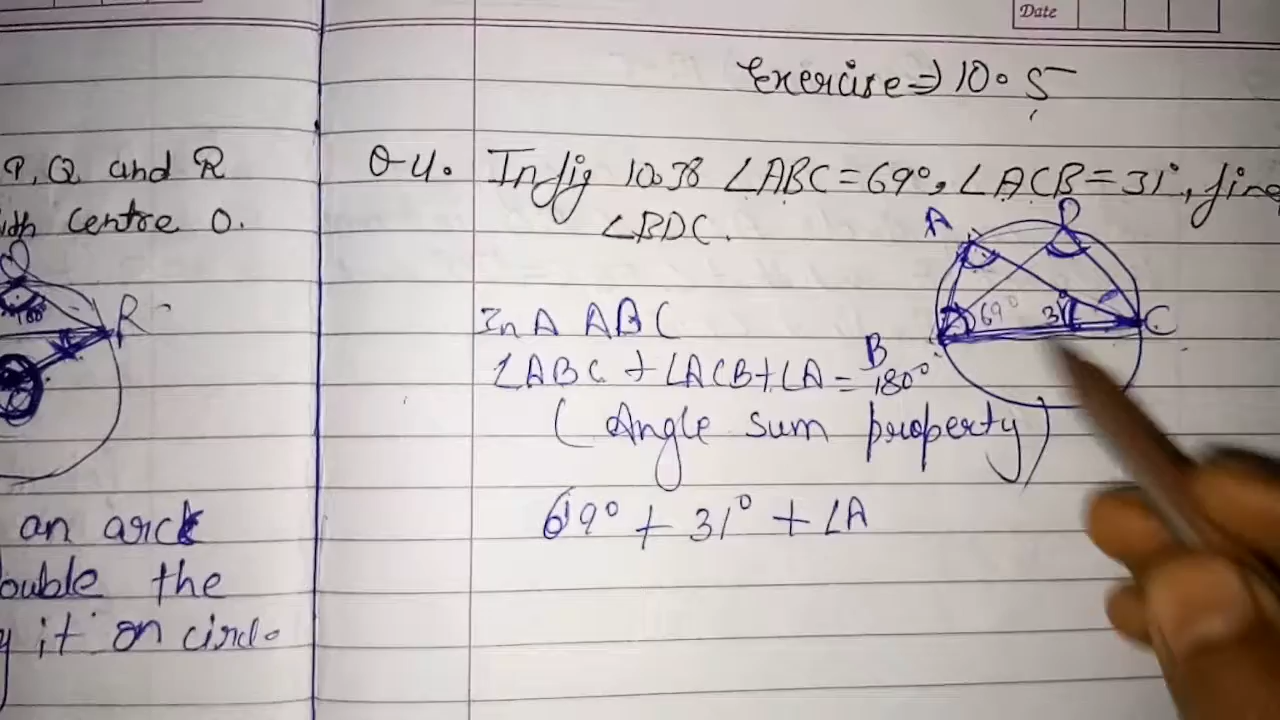 Date
Exercise ⇒ 10.5
P, Q and R
with centre O.
Q
R
an arc
double the
it on circle
Q 4. In fig 10.38 ∠ABC = 69°, ∠ACB = 31°, find
∠BDC.
A
D
69°
31°
B
C
In Δ ABC
∠ABC + ∠ACB + ∠A = 180°
(Angle sum property)
69° + 31° + ∠A